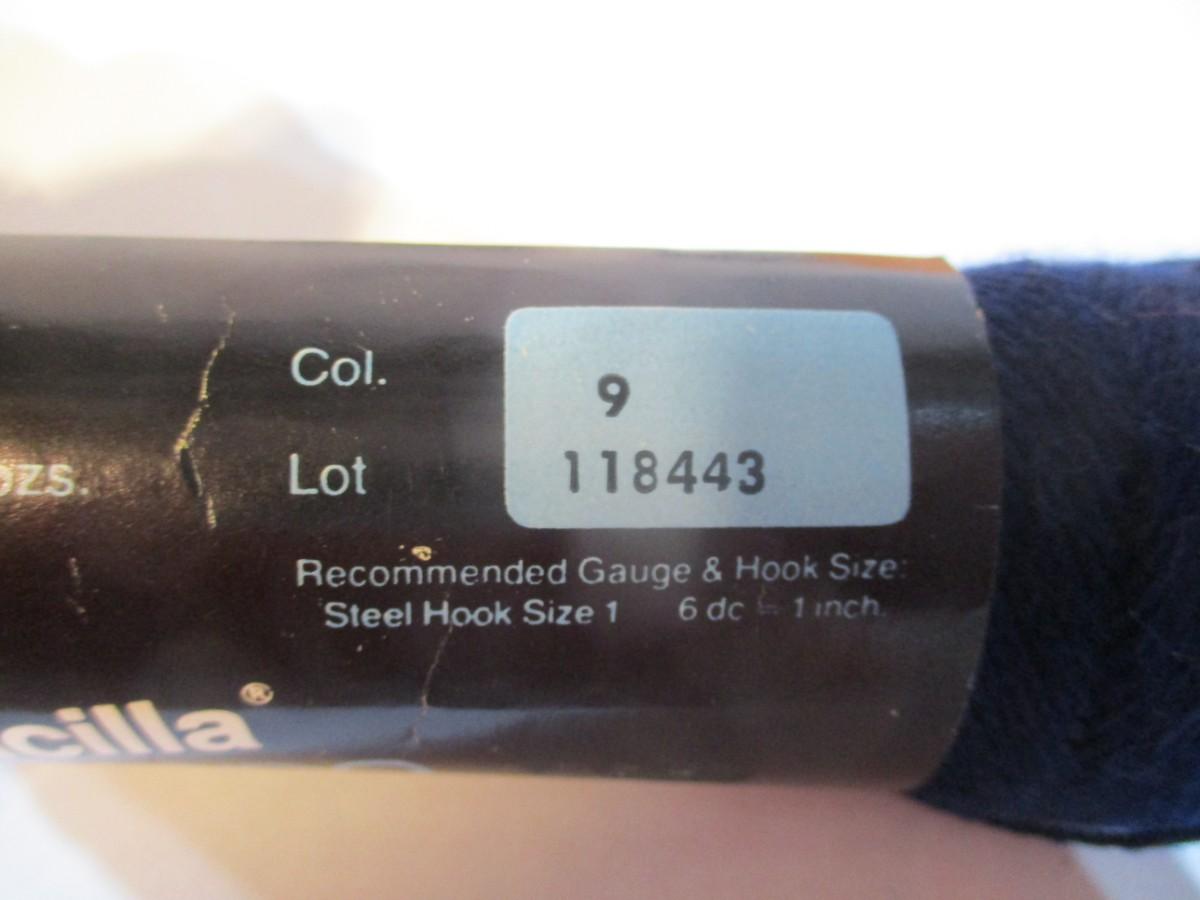 Col. 9
ozs. Lot 118443
Recommended Gauge & Hook Size:
Steel Hook Size 1 6 dc = 1 inch.
cilla®